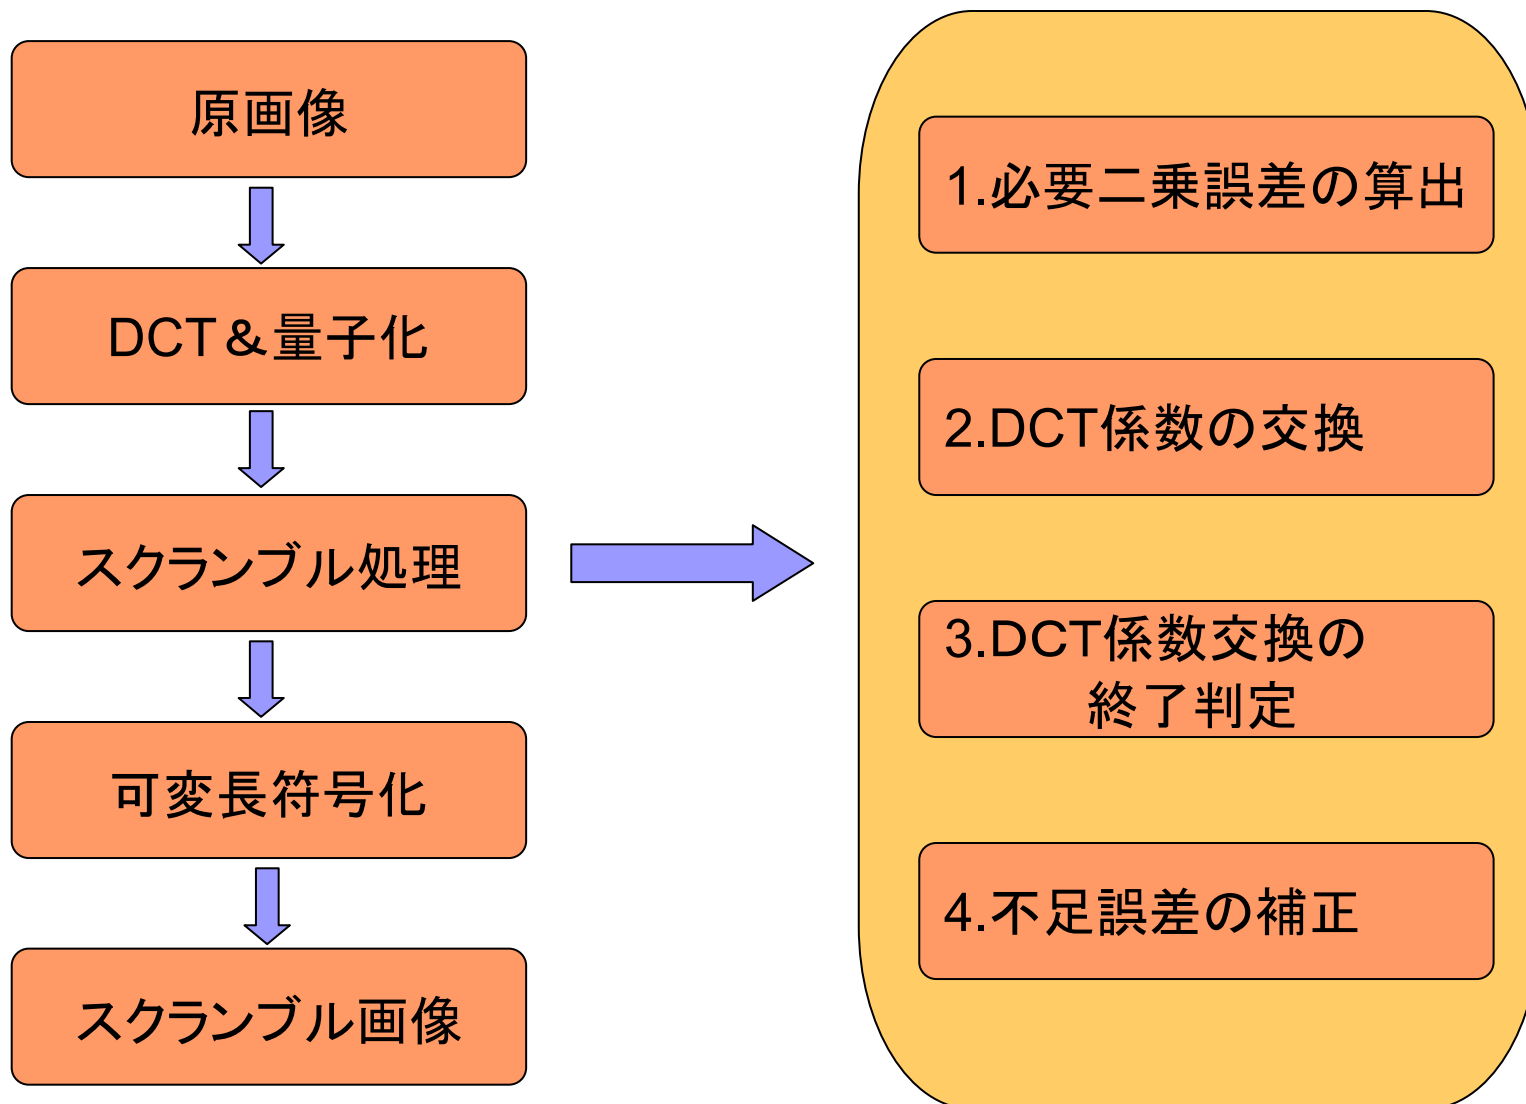 原画像
DCT＆量子化
スクランブル処理
可変長符号化
スクランブル画像
1.必要二乗誤差の算出
2.DCT係数の交換
3.DCT係数交換の
終了判定
4.不足誤差の補正